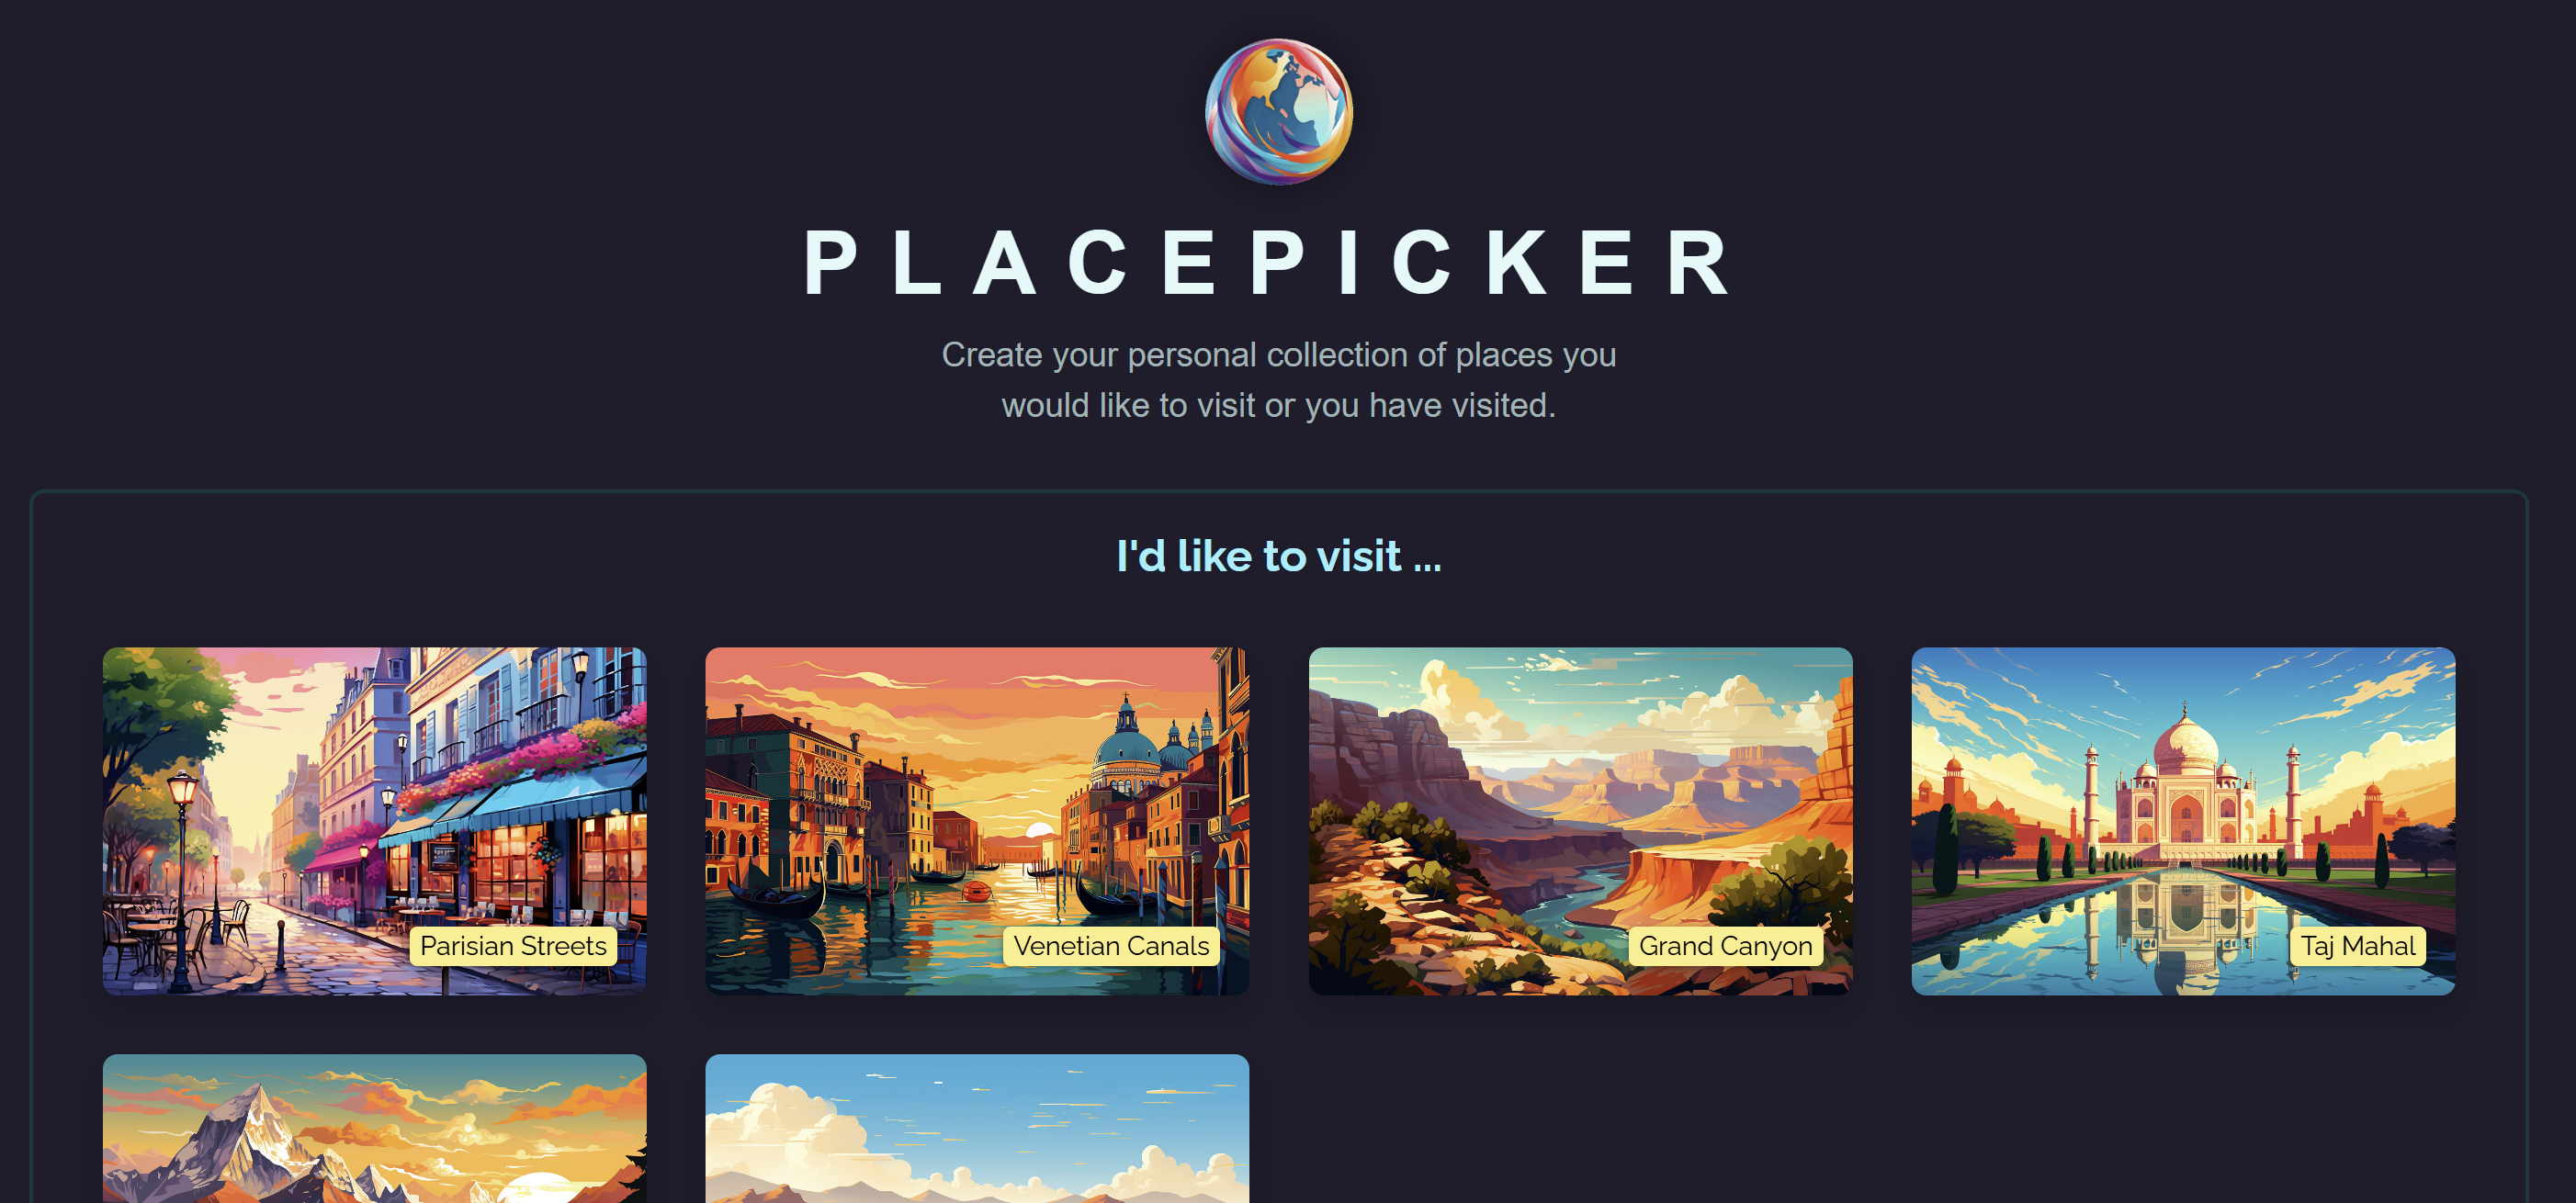 PLACEPICKER
Create your personal collection of places you
would like to visit or you have visited.
I'd like to visit ...
Parisian Streets
Venetian Canals
Grand Canyon
Taj Mahal